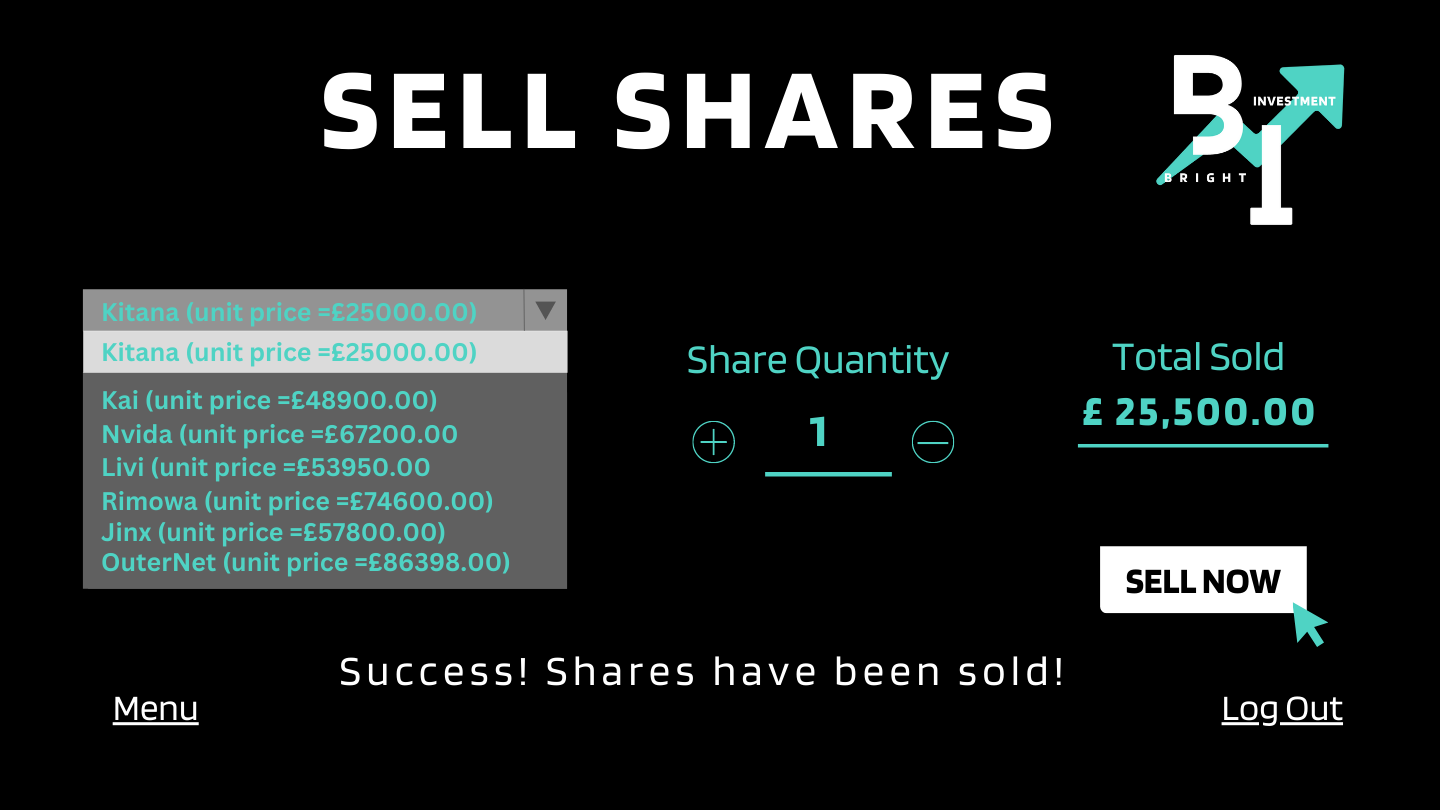 SELL SHARES
B
INVESTMENT
BRIGHT
I
Kitana (unit price =£25000.00)
Kitana (unit price =£25000.00)
Kai (unit price =£48900.00)
Nvida (unit price =£67200.00
Livi (unit price =£53950.00
Rimowa (unit price =£74600.00)
Jinx (unit price =£57800.00)
OuterNet (unit price =£86398.00)
Share Quantity
1
Total Sold
£ 25,500.00
SELL NOW
Success! Shares have been sold!
Menu
Log Out